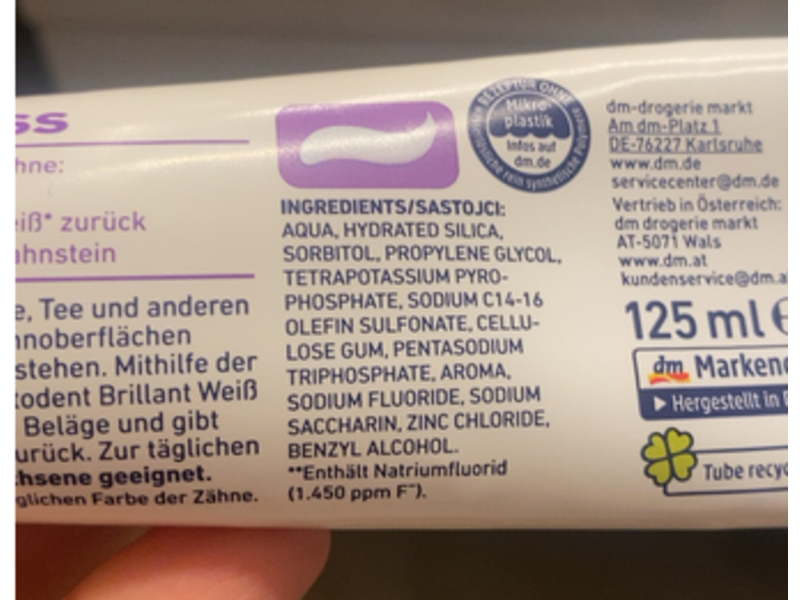 ss
hne:
eiß* zurück
ahnstein
e, Tee und anderen
nnoberflächen
stehen. Mithilfe der
todent Brillant Weiß
Beläge und gibt
urück. Zur täglichen
hsene geeignet.
glichen Farbe der Zähne.
REZEPTUR OHNE
Mikro-
plastik
Infos auf
dm.de
INGREDIENTS/SASTOJCI:
AQUA, HYDRATED SILICA,
SORBITOL, PROPYLENE GLYCOL,
TETRAPOTASSIUM PYRO-
PHOSPHATE, SODIUM C14-16
OLEFIN SULFONATE, CELLU-
LOSE GUM, PENTASODIUM
TRIPHOSPHATE, AROMA,
SODIUM FLUORIDE, SODIUM
SACCHARIN, ZINC CHLORIDE,
BENZYL ALCOHOL.
**Enthält Natriumfluorid
(1.450 ppm F⁻).
dm-drogerie markt
Am dm-Platz 1
DE-76227 Karlsruhe
www.dm.de
servicecenter@dm.de
Vertrieb in Österreich:
dm drogerie markt
AT-5071 Wals
www.dm.at
kundenservice@dm.a
125 ml e
dm Marken
Hergestellt in
Tube recyc